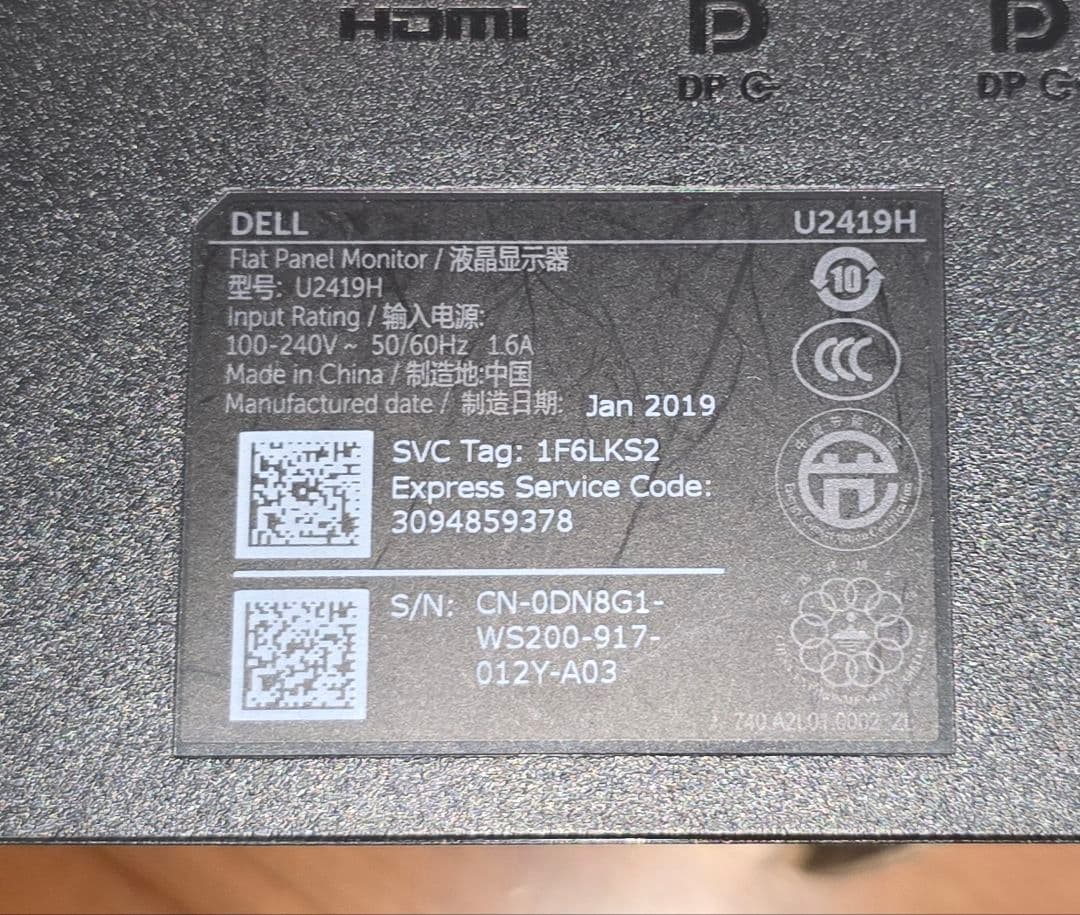 HDMI
DP
DP
DELL
U2419H
Flat Panel Monitor / 液晶显示器
型号: U2419H
Input Rating / 输入电源:
100-240V ~ 50/60Hz 1.6A
Made in China / 制造地:中国
Manufactured date / 制造日期: Jan 2019
10
CCC
SVC Tag: 1F6LKS2
Express Service Code:
3094859378
S/N: CN-0DN8G1-
WS200-917-
012Y-A03